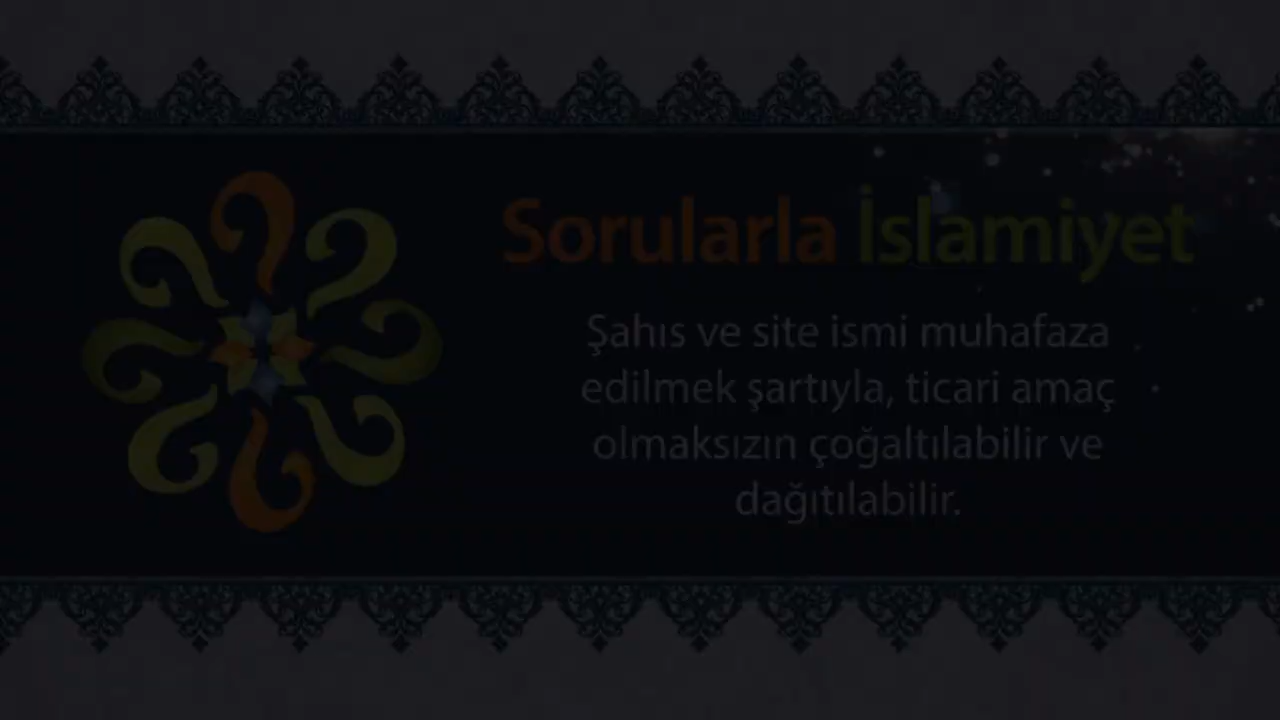 Sorularla İslamiyet
Şahıs ve site ismi muhafaza
edilmek şartıyla, ticari amaç
olmaksızın çoğaltılabilir ve
dağıtılabilir.